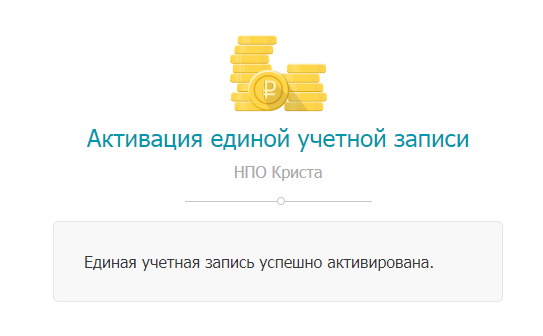 Активация единой учетной записи
НПО Криста
Единая учетная запись успешно активирована.